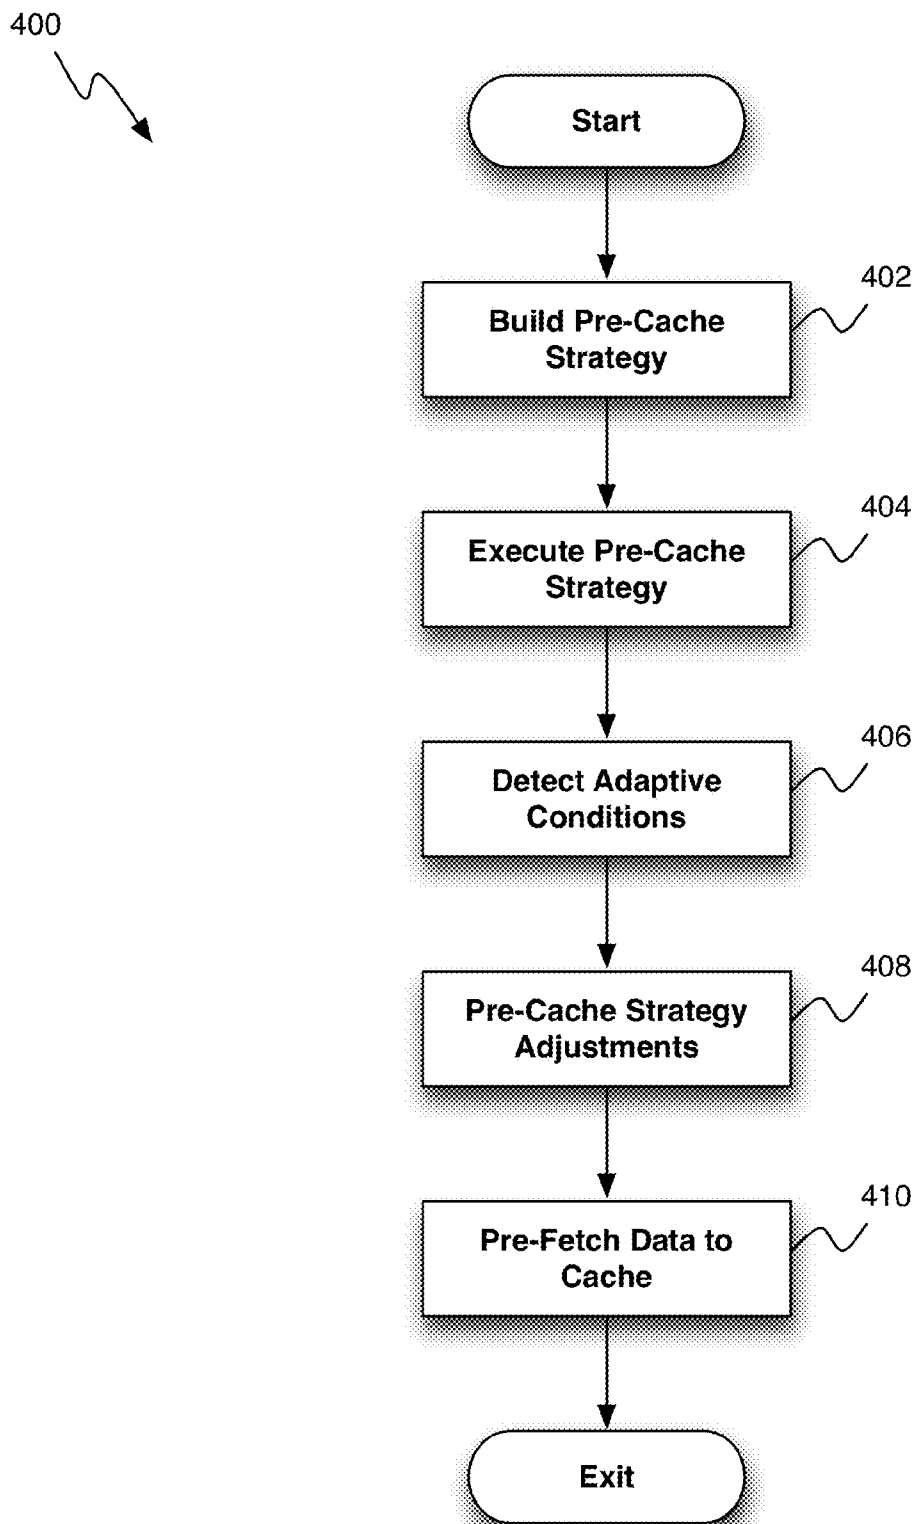 400
Start
402
Build Pre-Cache
Strategy
404
Execute Pre-Cache
Strategy
406
Detect Adaptive
Conditions
408
Pre-Cache Strategy
Adjustments
410
Pre-Fetch Data to
Cache
Exit